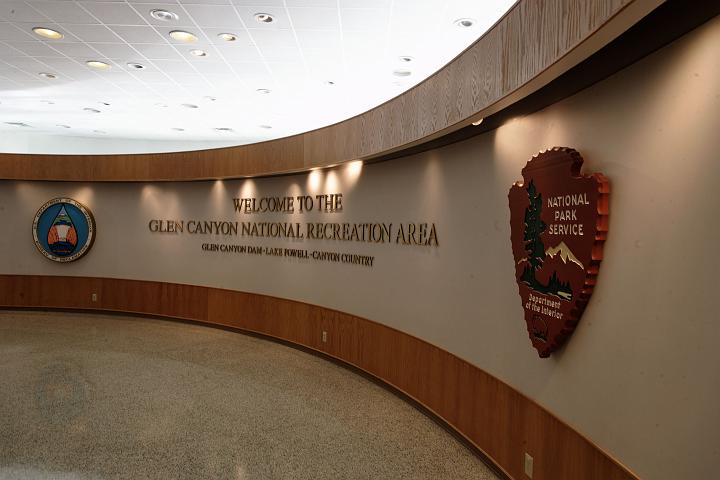 WELCOME TO THE
GLEN CANYON NATIONAL RECREATION AREA
GLEN CANYON DAM•LAKE POWELL•CANYON COUNTRY
NATIONAL
PARK
SERVICE
Department
of the Interior